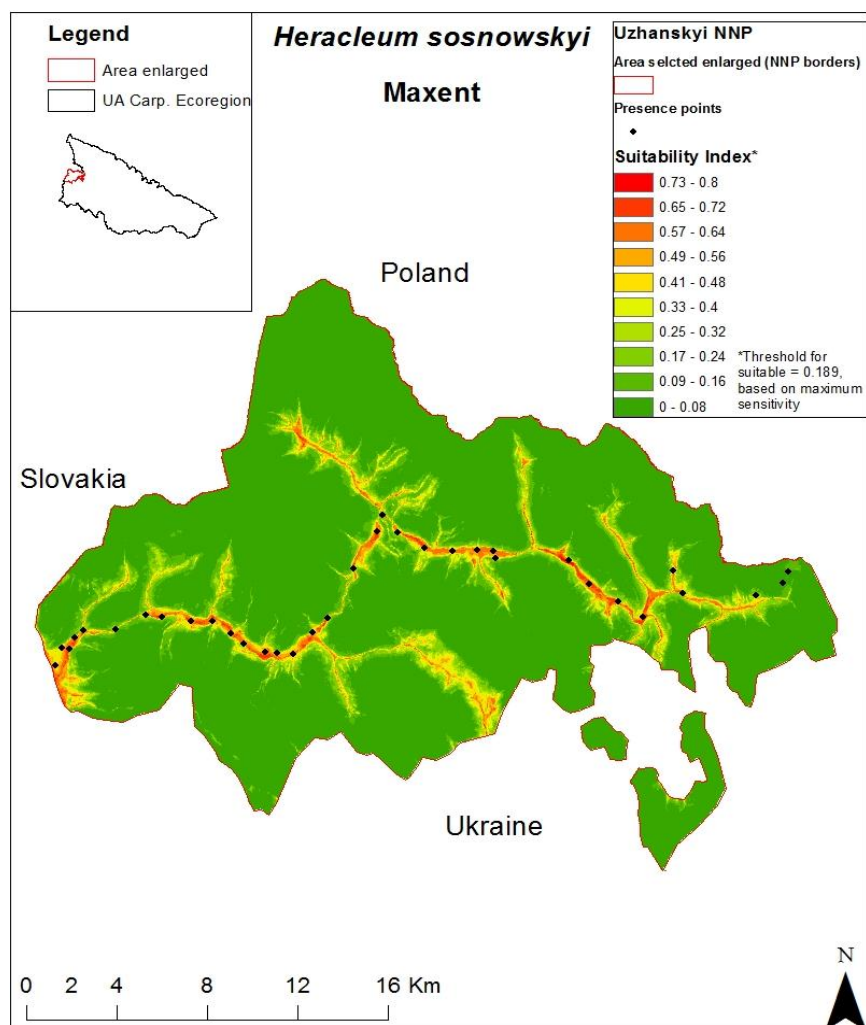 Legend
Area enlarged
UA Carp. Ecoregion
Heracleum sosnowskyi
Maxent
Uzhanskyi NNP
Area selcted enlarged (NNP borders)
Presence points
Suitability Index*
0.73 - 0.8
0.65 - 0.72
0.57 - 0.64
0.49 - 0.56
0.41 - 0.48
0.33 - 0.4
0.25 - 0.32
0.17 - 0.24
0.09 - 0.16
0 - 0.08
*Threshold for
suitable = 0.189,
based on maximum
sensitivity
Poland
Slovakia
Ukraine
0 2 4 8 12 16 Km
N